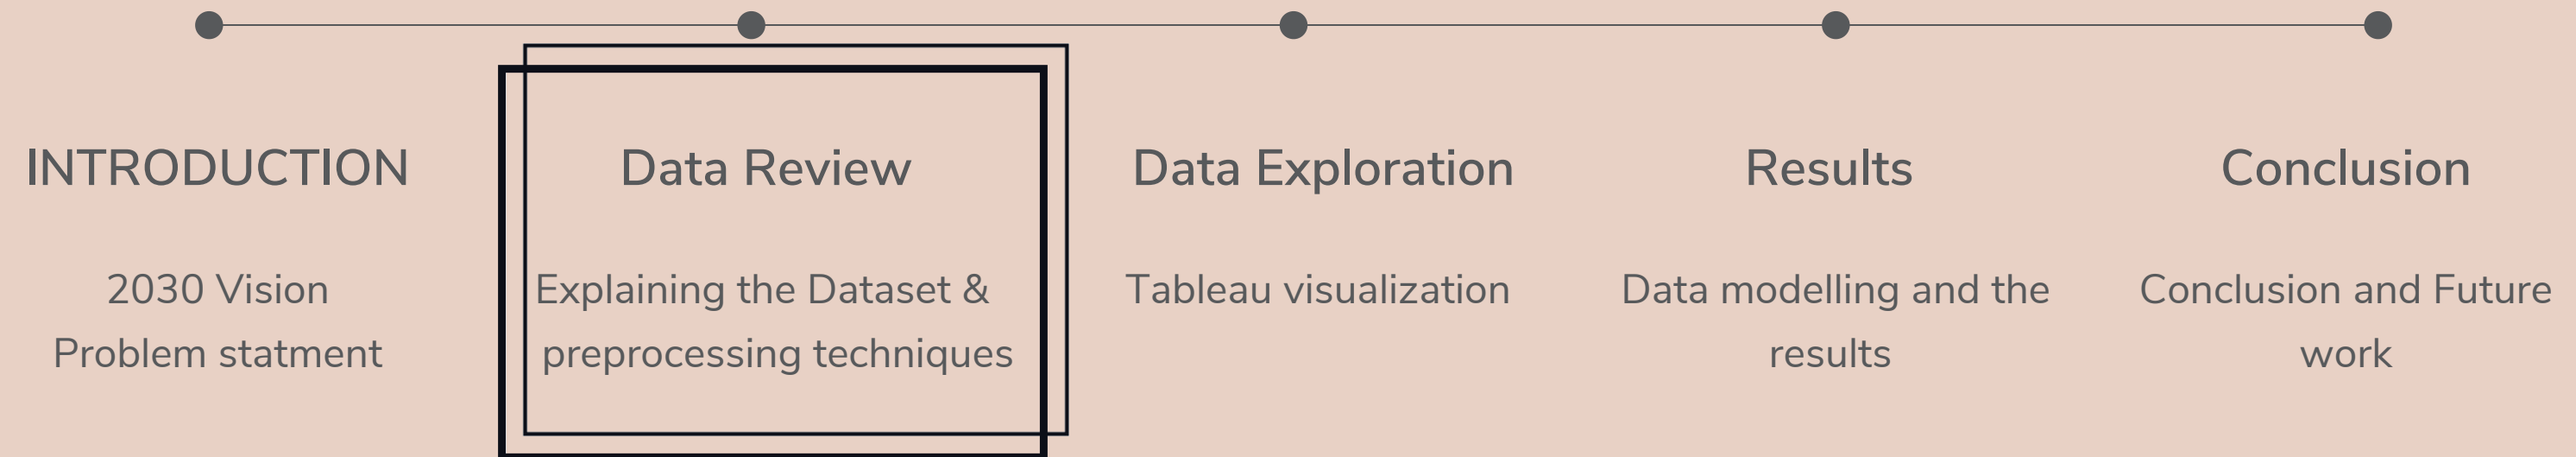 INTRODUCTION
2030 Vision
Problem statment
Data Review
Explaining the Dataset &
preprocessing techniques
Data Exploration
Tableau visualization
Results
Data modelling and the
results
Conclusion
Conclusion and Future
work